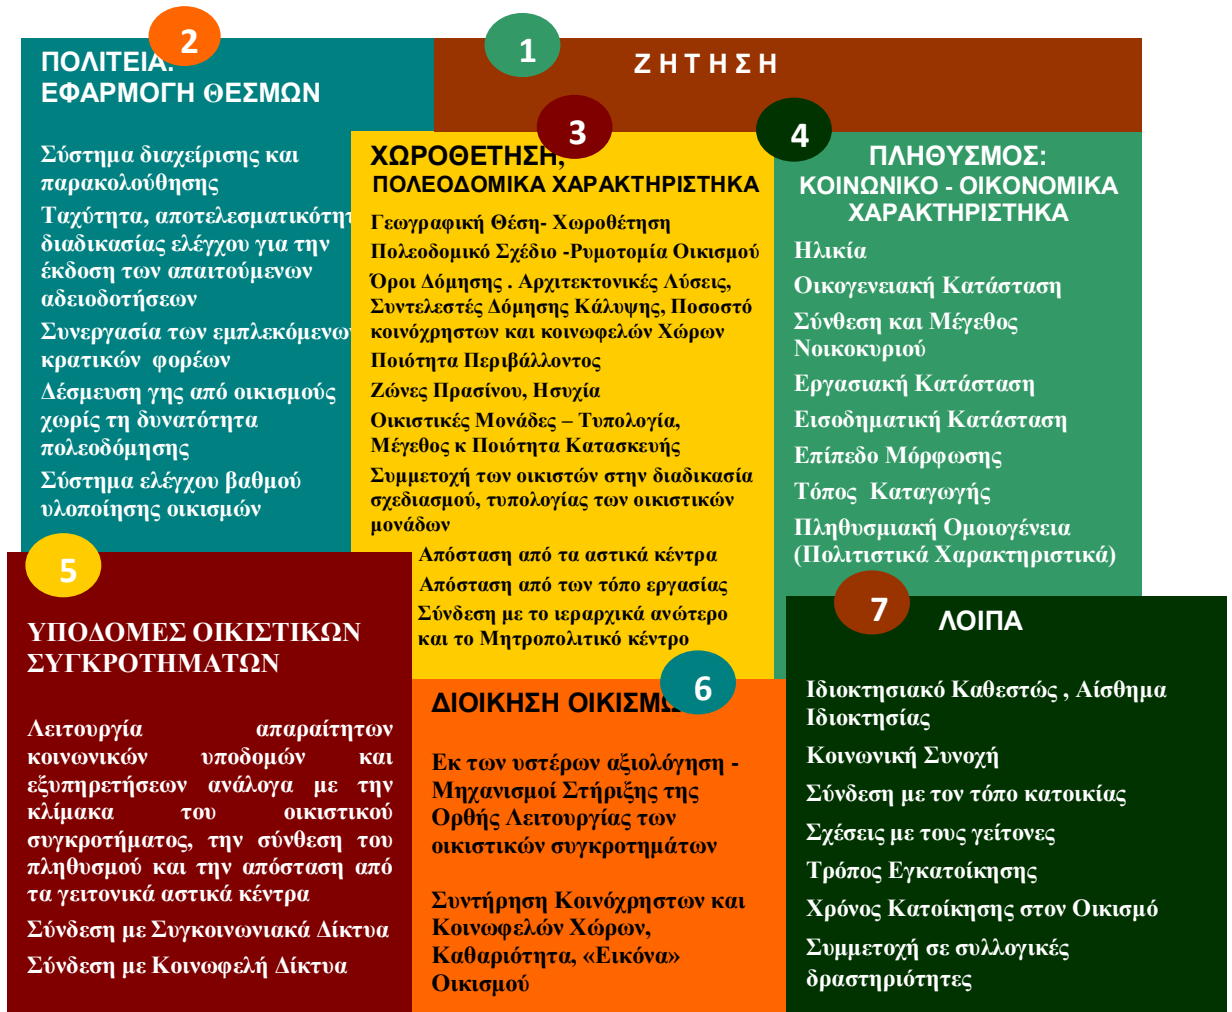 1
Ζ Η Τ Η Σ Η
2
ΠΟΛΙΤΕΙΑ:
ΕΦΑΡΜΟΓΗ ΘΕΣΜΩΝ
Σύστημα διαχείρισης και
παρακολούθησης
Ταχύτητα, αποτελεσματικότητ
διαδικασίας ελέγχου για την
έκδοση των απαιτούμενων
αδειοδοτήσεων
Συνεργασία των εμπλεκόμενω
κρατικών φορέων
Δέσμευση γης από οικισμούς
χωρίς τη δυνατότητα
πολεοδόμησης
Σύστημα ελέγχου βαθμού
υλοποίησης οικισμών
3
ΧΩΡΟΘΕΤΗΣΗ,
ΠΟΛΕΟΔΟΜΙΚΑ ΧΑΡΑΚΤΗΡΙΣΤΗΚΑ
Γεωγραφική Θέση- Χωροθέτηση
Πολεοδομικό Σχέδιο -Ρυμοτομία Οικισμού
Όροι Δόμησης . Αρχιτεκτονικές Λύσεις,
Συντελεστές Δόμησης Κάλυψης, Ποσοστό
κοινόχρηστων και κοινωφελών Χώρων
Ποιότητα Περιβάλλοντος
Ζώνες Πρασίνου, Ησυχία
Οικιστικές Μονάδες – Τυπολογία,
Μέγεθος κ Ποιότητα Κατασκευής
Συμμετοχή των οικιστών στην διαδικασία
σχεδιασμού, τυπολογίας των οικιστικών
μονάδων
Απόσταση από τα αστικά κέντρα
Απόσταση από των τόπο εργασίας
Σύνδεση με το ιεραρχικά ανώτερο
και το Μητροπολιτικό κέντρο
4
ΠΛΗΘΥΣΜΟΣ:
ΚΟΙΝΩΝΙΚΟ - ΟΙΚΟΝΟΜΙΚΑ
ΧΑΡΑΚΤΗΡΙΣΤΗΚΑ
Ηλικία
Οικογενειακή Κατάσταση
Σύνθεση και Μέγεθος
Νοικοκυριού
Εργασιακή Κατάσταση
Εισοδηματική Κατάσταση
Επίπεδο Μόρφωσης
Τόπος Καταγωγής
Πληθυσμιακή Ομοιογένεια
(Πολιτιστικά Χαρακτηριστικά)
5
ΥΠΟΔΟΜΕΣ ΟΙΚΙΣΤΙΚΩΝ
ΣΥΓΚΡΟΤΗΜΑΤΩΝ
Λειτουργία απαραίτητων
κοινωνικών υποδομών και
εξυπηρετήσεων ανάλογα με την
κλίμακα του οικιστικού
συγκροτήματος, την σύνθεση του
πληθυσμού και την απόσταση από
τα γειτονικά αστικά κέντρα
Σύνδεση με Συγκοινωνιακά Δίκτυα
Σύνδεση με Κοινωφελή Δίκτυα
6
ΔΙΟΙΚΗΣΗ ΟΙΚΙΣΜΩ
Εκ των υστέρων αξιολόγηση -
Μηχανισμοί Στήριξης της
Ορθής Λειτουργίας των
οικιστικών συγκροτημάτων
Συντήρηση Κοινόχρηστων και
Κοινωφελών Χώρων,
Καθαριότητα, «Εικόνα»
Οικισμού
7
ΛΟΙΠΑ
Ιδιοκτησιακό Καθεστώς , Αίσθημα
Ιδιοκτησίας
Κοινωνική Συνοχή
Σύνδεση με τον τόπο κατοικίας
Σχέσεις με τους γείτονες
Τρόπος Εγκατοίκησης
Χρόνος Κατοίκησης στον Οικισμό
Συμμετοχή σε συλλογικές
δραστηριότητες